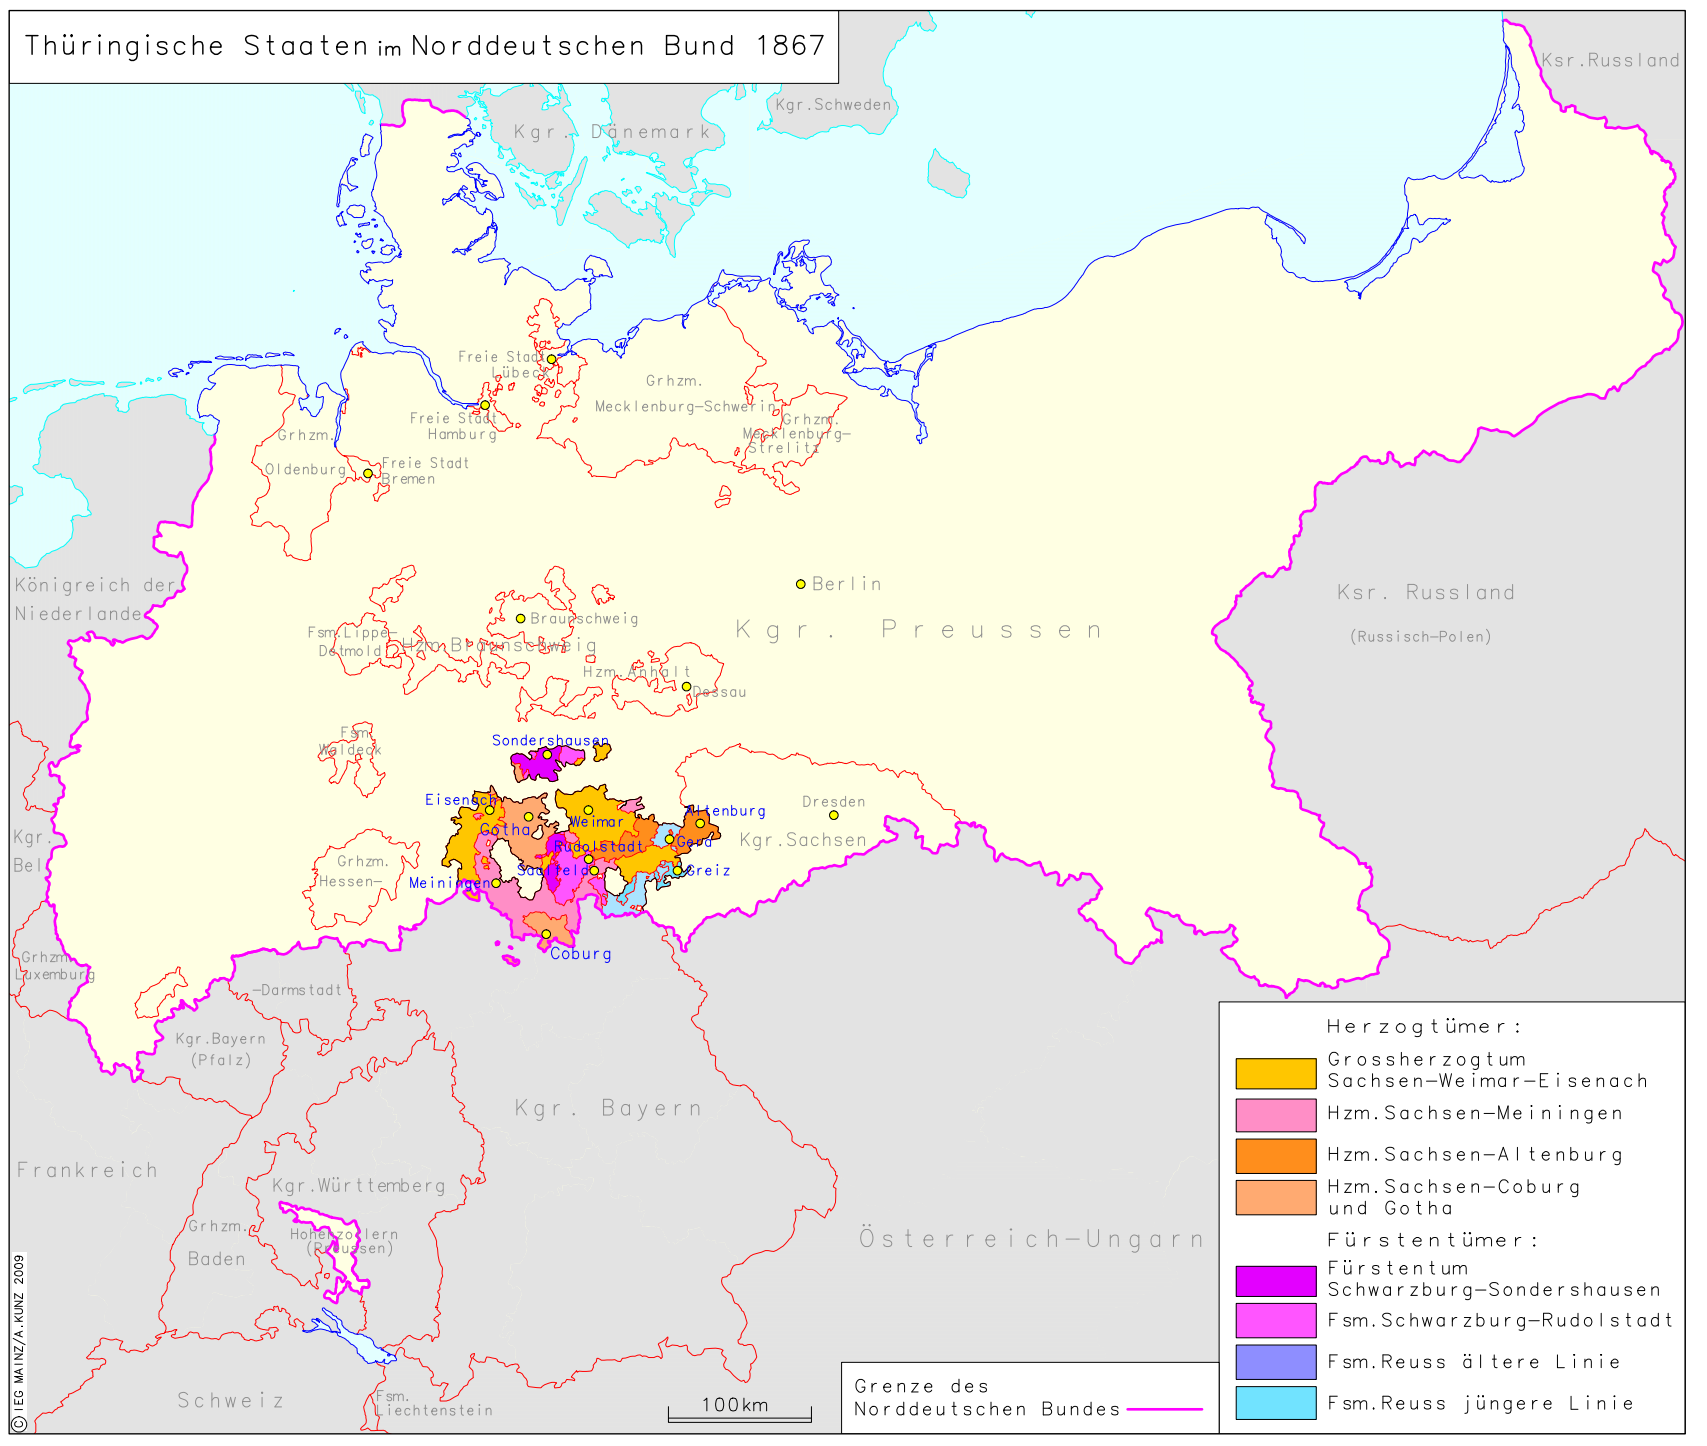 Thüringische Staaten im Norddeutschen Bund 1867
Ksr.Russland
Kgr.Schweden
Kgr. Dänemark
Freie Stadt
Lübeck
Grhzm.
Mecklenburg-Schwerin
Freie Stadt
Hamburg
Grhzm.
Mecklenburg-
Strelitz
Grhzm.
Oldenburg
Freie Stadt
Bremen
Königreich der
Niederlande
Berlin
Ksr. Russland
(Russisch-Polen)
Kgr. Preussen
Braunschweig
Fsm.Lippe-
Detmold
Hzm.Braunschweig
Hzm.Anhalt
Dessau
Fsm.
Waldeck
Sondershausen
Eisenach
Gotha
Weimar
Altenburg
Gera
Rudolstadt
Saalfeld
Greiz
Meiningen
Coburg
Dresden
Kgr.Sachsen
Kgr.
Bel
Grhzm.
Hessen-
Grhzm.
Luxemburg
-Darmstadt
Kgr.Bayern
(Pfalz)
Kgr. Bayern
Frankreich
Kgr.Württemberg
Grhzm.
Baden
Hohenzollern
(Preussen)
Österreich-Ungarn
Schweiz
Fsm.
Liechtenstein
100km
Grenze des
Norddeutschen Bundes
Herzogtümer:
Grossherzogtum
Sachsen-Weimar-Eisenach
Hzm.Sachsen-Meiningen
Hzm.Sachsen-Altenburg
Hzm.Sachsen-Coburg
und Gotha
Fürstentümer:
Fürstentum
Schwarzburg-Sondershausen
Fsm.Schwarzburg-Rudolstadt
Fsm.Reuss ältere Linie
Fsm.Reuss jüngere Linie
© IEG MAINZ/A.KUNZ 2009